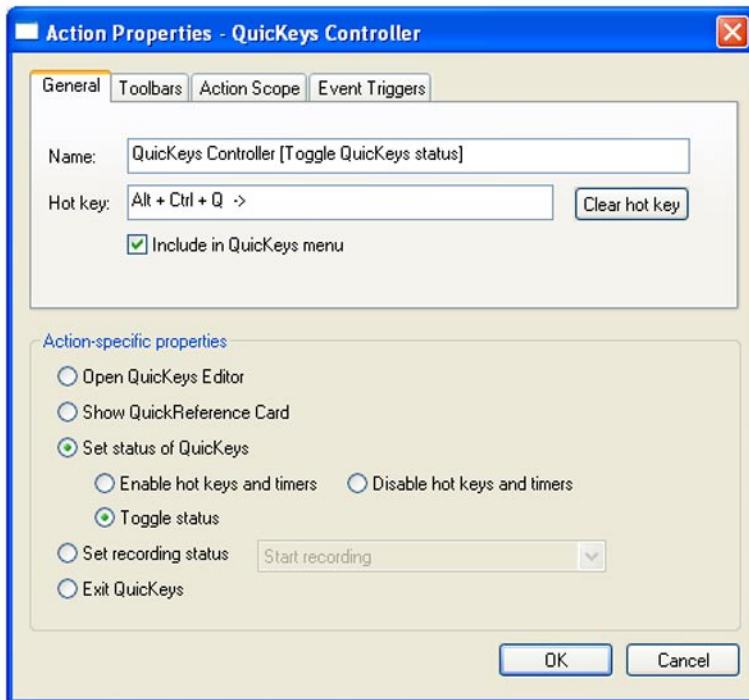 Action Properties - QuicKeys Controller
General Toolbars Action Scope Event Triggers
Name: QuicKeys Controller [Toggle QuicKeys status]
Hot key: Alt + Ctrl + Q -> Clear hot key
Include in QuicKeys menu
Action-specific properties
Open QuicKeys Editor
Show QuickReference Card
Set status of QuicKeys
Enable hot keys and timers Disable hot keys and timers
Toggle status
Set recording status Start recording
Exit QuicKeys
OK Cancel